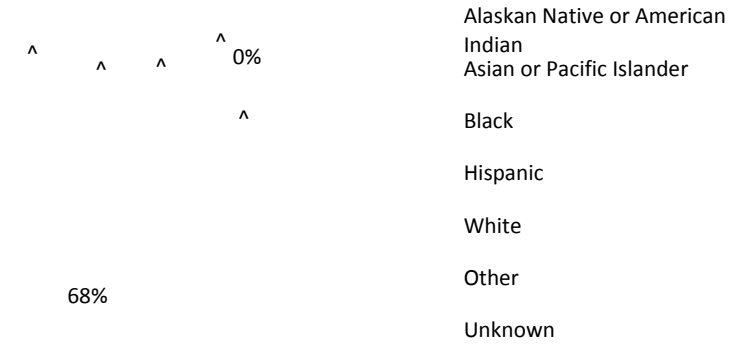 ^
^
^
^
0%
^
68%
Alaskan Native or American
Indian
Asian or Pacific Islander
Black
Hispanic
White
Other
Unknown